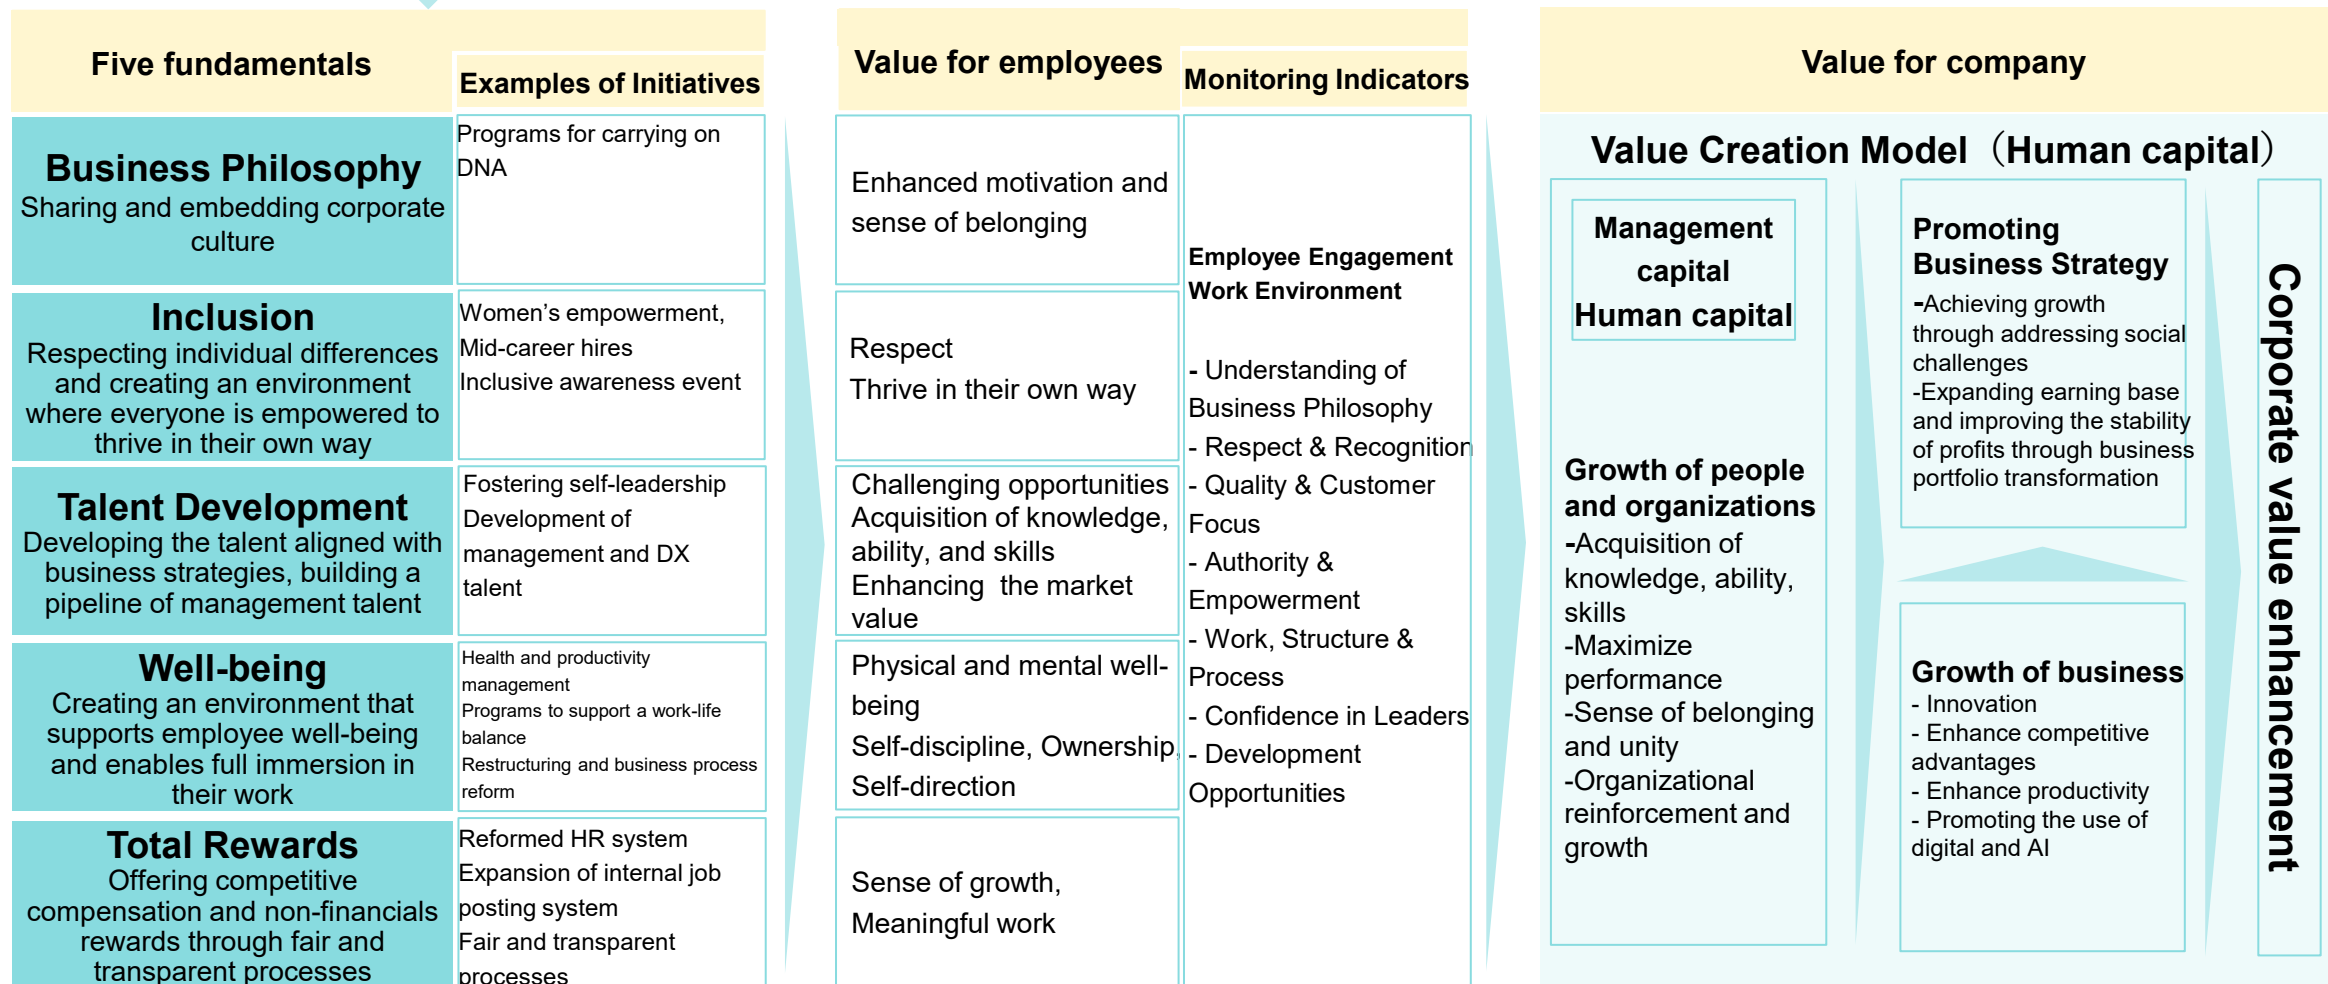 Five fundamentals
Examples of Initiatives
Business Philosophy
Sharing and embedding corporate
culture
Programs for carrying on
DNA
Inclusion
Respecting individual differences
and creating an environment
where everyone is empowered to
thrive in their own way
Women’s empowerment,
Mid-career hires
Inclusive awareness event
Talent Development
Developing the talent aligned with
business strategies, building a
pipeline of management talent
Fostering self-leadership
Development of
management and DX
talent
Well-being
Creating an environment that
supports employee well-being
and enables full immersion in
their work
Health and productivity
management
Programs to support a work-life
balance
Restructuring and business process
reform
Total Rewards
Offering competitive
compensation and non-financials
rewards through fair and
transparent processes
Reformed HR system
Expansion of internal job
posting system
Fair and transparent
processes
Value for employees
Monitoring Indicators
Enhanced motivation and
sense of belonging
Respect
Thrive in their own way
Challenging opportunities
Acquisition of knowledge,
ability, and skills
Enhancing  the market
value
Physical and mental well-
being
Self-discipline, Ownership,
Self-direction
Sense of growth,
Meaningful work
Employee Engagement
Work Environment
- Understanding of
Business Philosophy
- Respect & Recognition
- Quality & Customer
Focus
- Authority &
Empowerment
- Work, Structure &
Process
- Confidence in Leaders
- Development
Opportunities
Value for company
Value Creation Model（Human capital）
Management
capital
Human capital
Growth of people
and organizations
-Acquisition of
knowledge, ability,
skills
-Maximize
performance
-Sense of belonging
and unity
-Organizational
reinforcement and
growth
Promoting
Business Strategy
-Achieving growth
through addressing social
challenges
-Expanding earning base
and improving the stability
of profits through business
portfolio transformation
Growth of business
- Innovation
- Enhance competitive
advantages
- Enhance productivity
- Promoting the use of
digital and AI
Corporate value enhancement